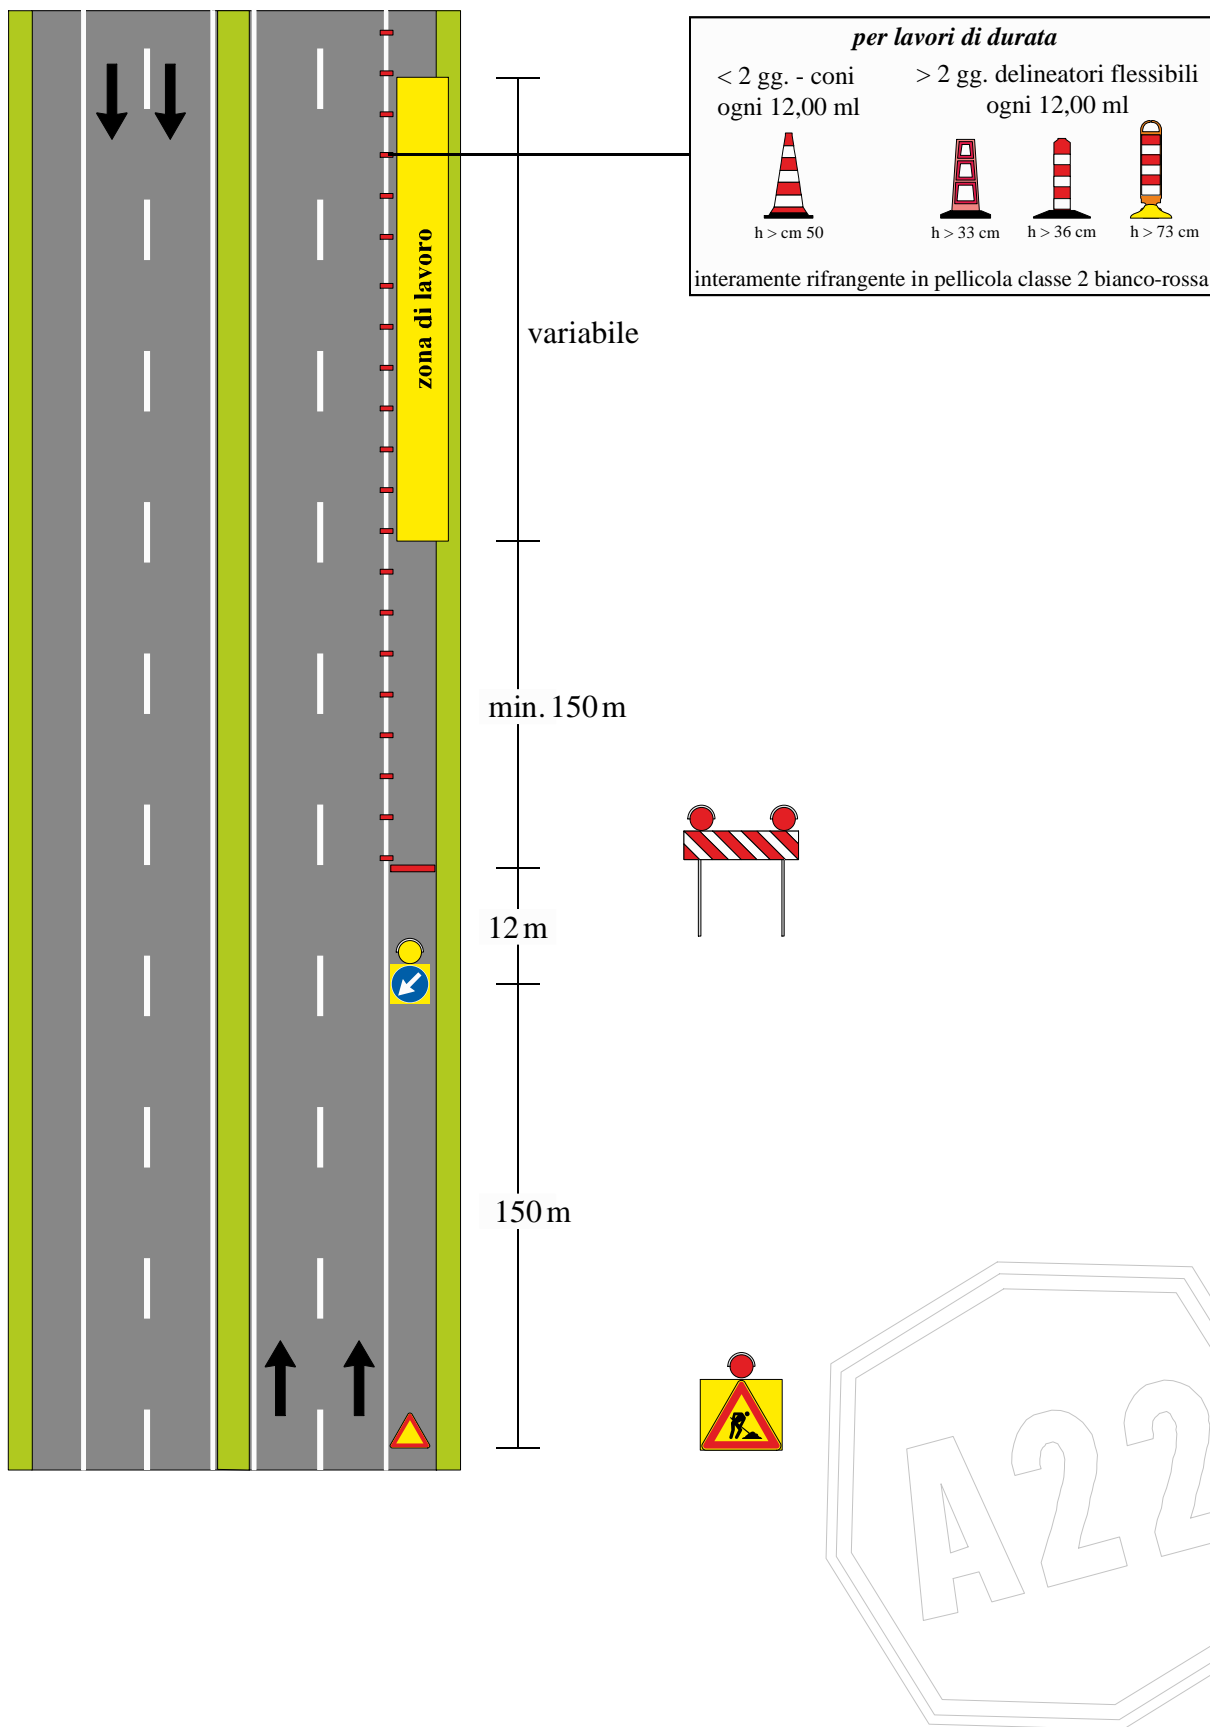 per lavori di durata
< 2 gg. - coni
ogni 12,00 ml
> 2 gg. delineatori flessibili
ogni 12,00 ml
h > cm 50
h > 33 cm
h > 36 cm
h > 73 cm
interamente rifrangente in pellicola classe 2 bianco-rossa
zona di lavoro
variabile
min. 150 m
12 m
150 m
A22